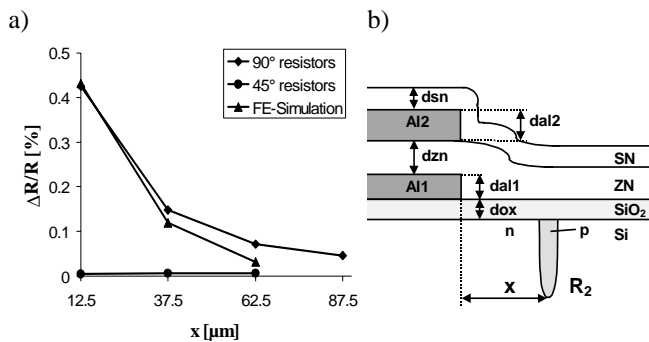 a)
90° resistors
45° resistors
FE-Simulation
ΔR/R [%]
0.5
0.4
0.3
0.2
0.1
0
12.5 37.5 62.5 87.5
x [µm]
b)
dsn
Al2
dal2
dzn
SN
Al1
dal1
ZN
dox
SiO2
n p Si
x
R2